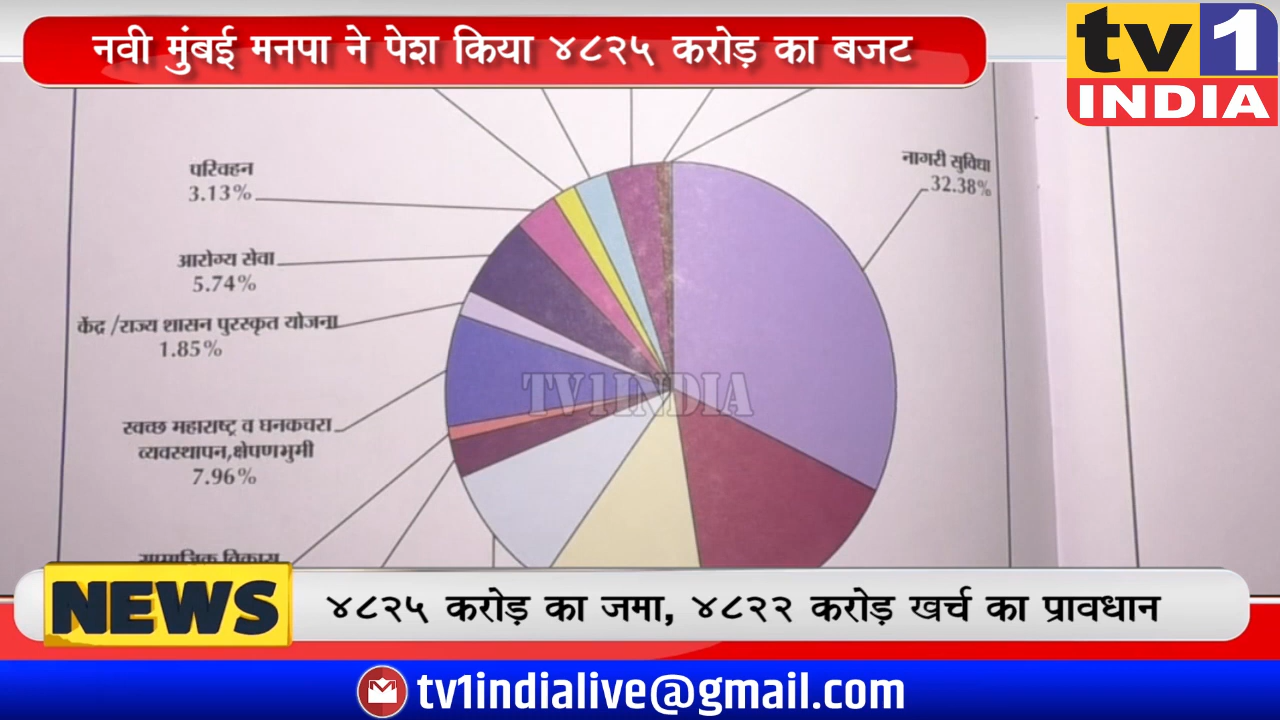 नवी मुंबई मनपा ने पेश किया ४८२५ करोड़ का बजट
tv1
INDIA
परिवहन
3.13%
नागरी सुविधा
32.38%
आरोग्य सेवा
5.74%
केंद्र /राज्य शासन पुरस्कृत योजना
1.85%
TV1INDIA
स्वच्छ महाराष्ट्र व घनकचरा
व्यवस्थापन,क्षेपणभुमी
7.96%
सामाजिक विकास
NEWS
४८२५ करोड़ का जमा, ४८२२ करोड़ खर्च का प्रावधान
tv1indialive@gmail.com